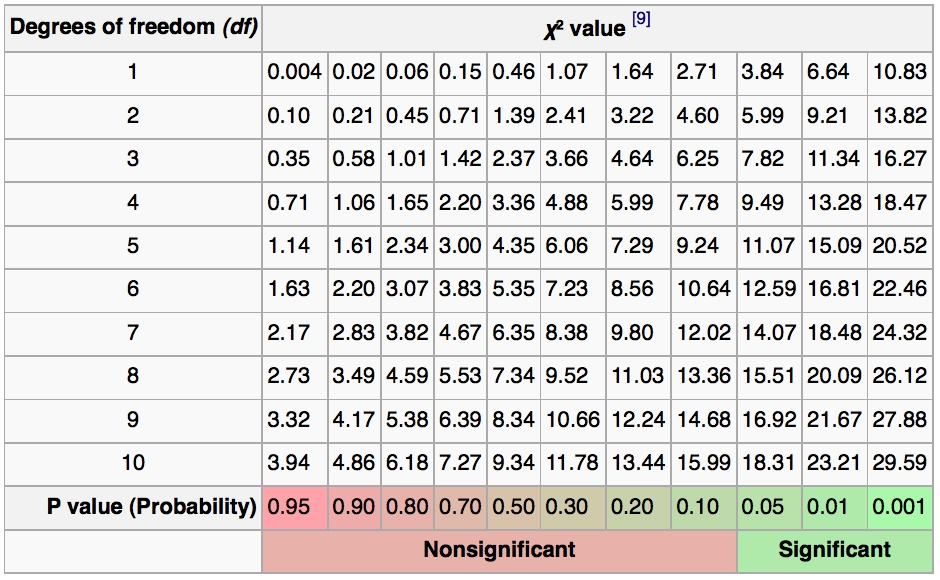 Degrees of freedom (df) χ² value [9]
1 0.004 0.02 0.06 0.15 0.46 1.07 1.64 2.71 3.84 6.64 10.83
2 0.10 0.21 0.45 0.71 1.39 2.41 3.22 4.60 5.99 9.21 13.82
3 0.35 0.58 1.01 1.42 2.37 3.66 4.64 6.25 7.82 11.34 16.27
4 0.71 1.06 1.65 2.20 3.36 4.88 5.99 7.78 9.49 13.28 18.47
5 1.14 1.61 2.34 3.00 4.35 6.06 7.29 9.24 11.07 15.09 20.52
6 1.63 2.20 3.07 3.83 5.35 7.23 8.56 10.64 12.59 16.81 22.46
7 2.17 2.83 3.82 4.67 6.35 8.38 9.80 12.02 14.07 18.48 24.32
8 2.73 3.49 4.59 5.53 7.34 9.52 11.03 13.36 15.51 20.09 26.12
9 3.32 4.17 5.38 6.39 8.34 10.66 12.24 14.68 16.92 21.67 27.88
10 3.94 4.86 6.18 7.27 9.34 11.78 13.44 15.99 18.31 23.21 29.59
P value (Probability) 0.95 0.90 0.80 0.70 0.50 0.30 0.20 0.10 0.05 0.01 0.001
Nonsignificant Significant